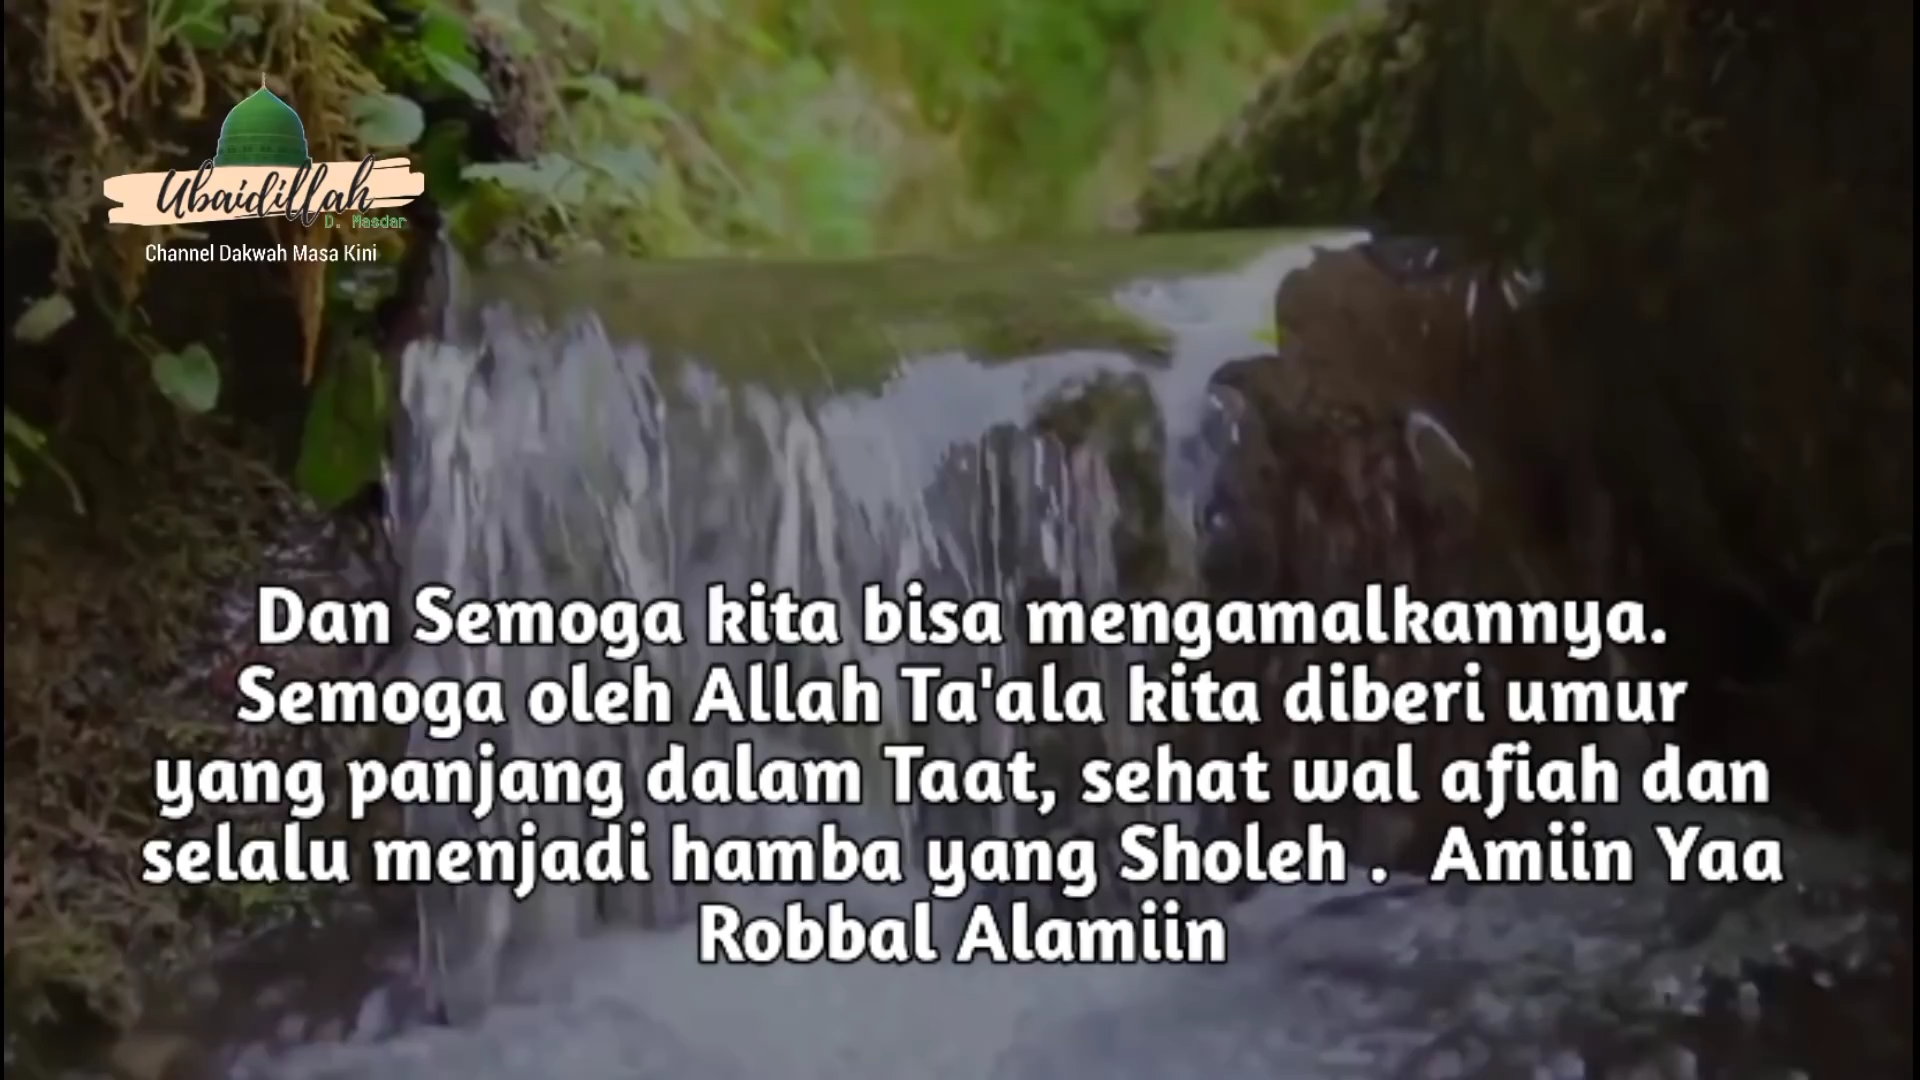 Ubaidillah
D. Masdar
Channel Dakwah Masa Kini
Dan Semoga kita bisa mengamalkannya.
Semoga oleh Allah Ta'ala kita diberi umur
yang panjang dalam Taat, sehat wal afiah dan
selalu menjadi hamba yang Sholeh .  Amiin Yaa
Robbal Alamiin